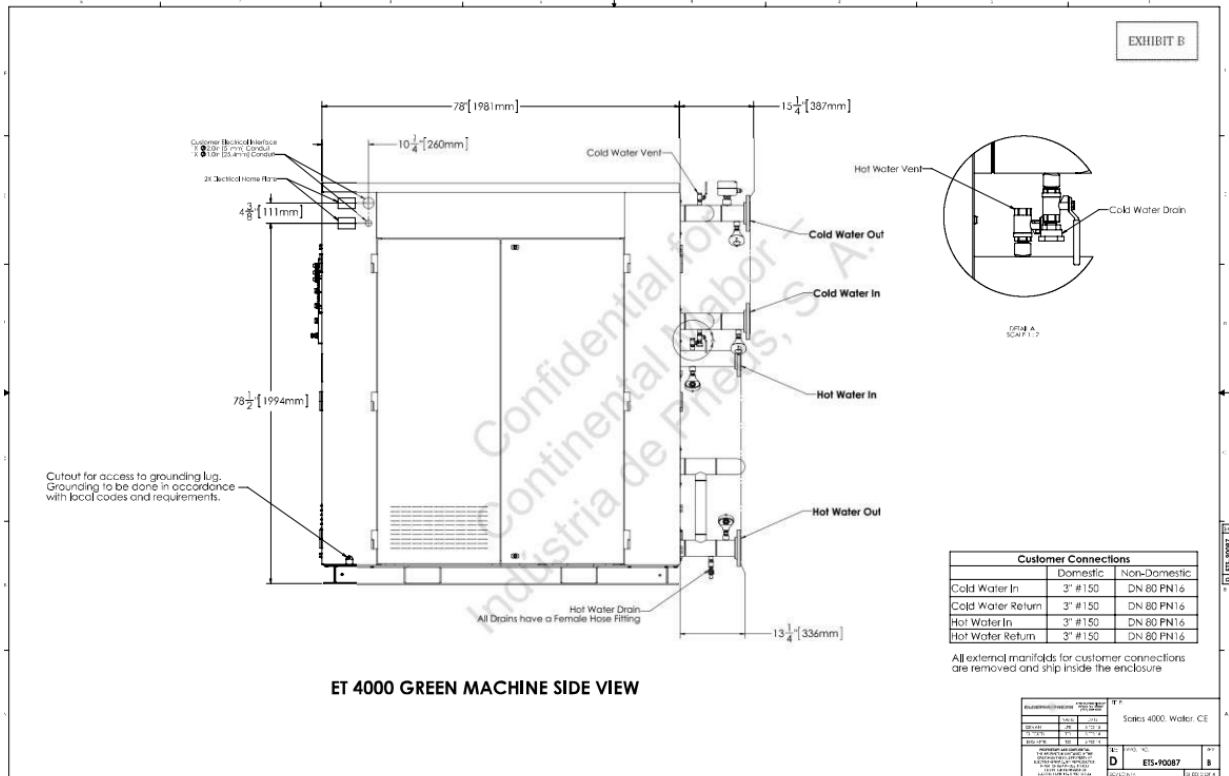 EXHIBIT B
78" [1981mm]
15 1/4" [387mm]
Customer Electrical Interface
10 1/4" [260mm]
Cold Water Vent
Hot Water Vent
2X Electrical Name Plate
4 3/8" [111mm]
Cold Water Drain
Cold Water Out
Cold Water In
DETAIL A
SCALE 1 : 2
Hot Water In
78 1/2" [1994mm]
Cutout for access to grounding lug.
Grounding to be done in accordance
with local codes and requirements.
Hot Water Out
Hot Water Drain
All Drains have a Female Hose Fitting
13 1/4" [336mm]
Confidential for
Continental Mabor –
Industria de Pneus, S. A.
Customer Connections
Domestic Non-Domestic
Cold Water In 3" #150 DN 80 PN16
Cold Water Return 3" #150 DN 80 PN16
Hot Water In 3" #150 DN 80 PN16
Hot Water Return 3" #150 DN 80 PN16
All external manifolds for customer connections
are removed and ship inside the enclosure
ET 4000 GREEN MACHINE SIDE VIEW
Series 4000, Water, CE
D ETS-90087 B